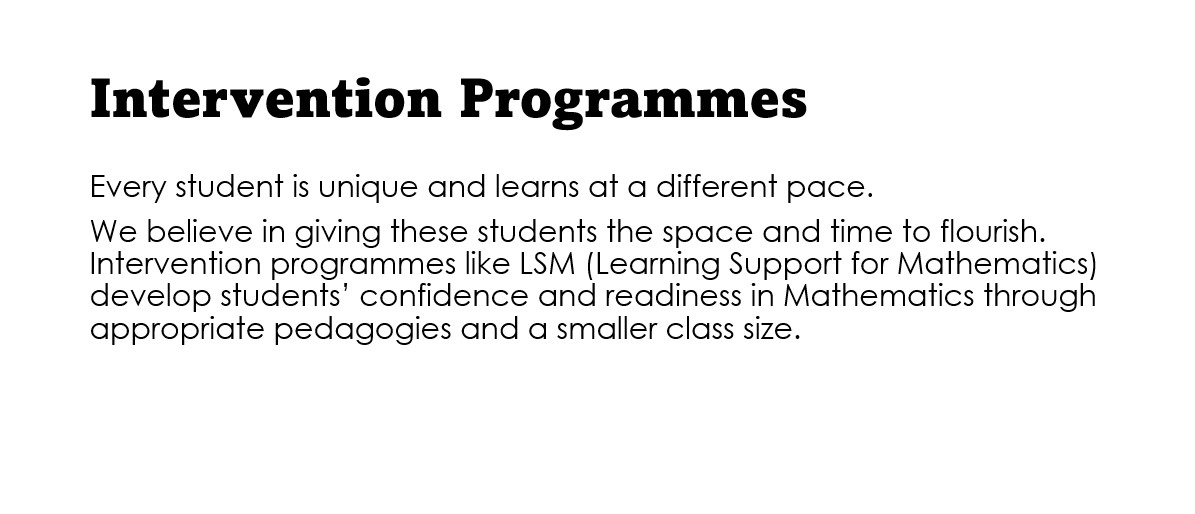 Intervention Programmes
Every student is unique and learns at a different pace.
We believe in giving these students the space and time to flourish.
Intervention programmes like LSM (Learning Support for Mathematics)
develop students’ confidence and readiness in Mathematics through
appropriate pedagogies and a smaller class size.